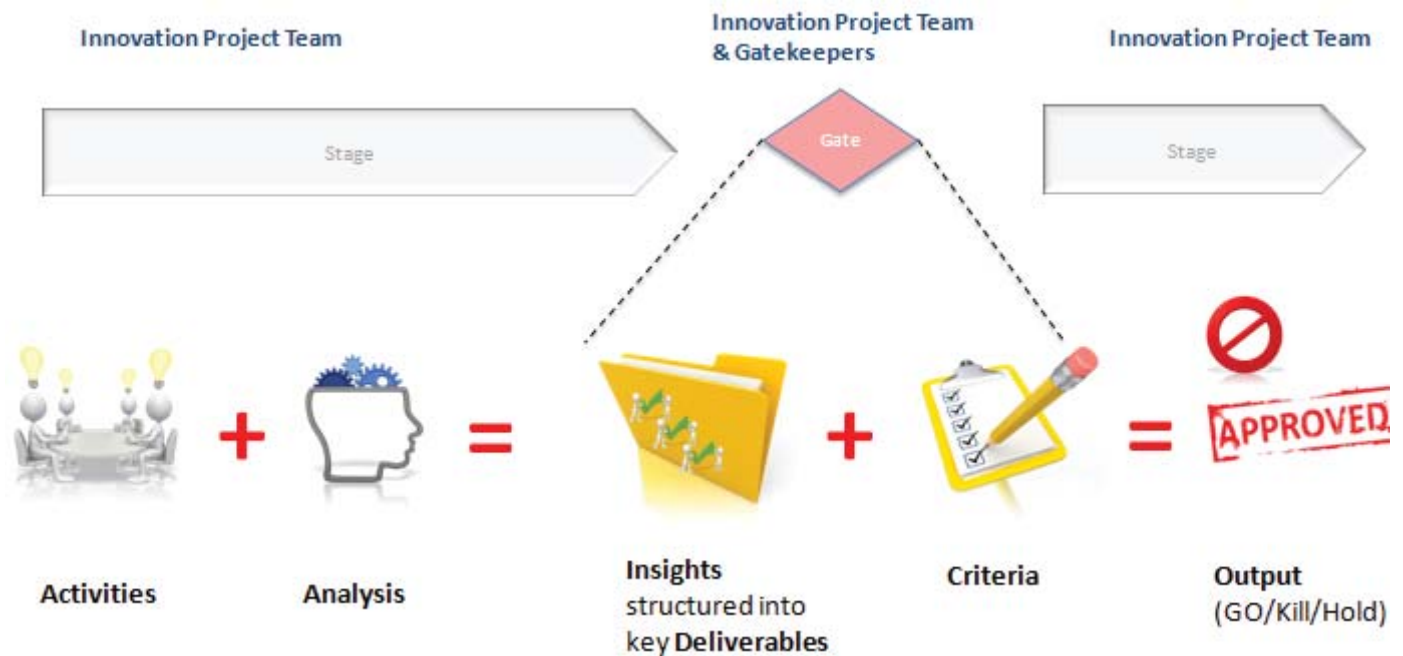 Innovation Project Team
Innovation Project Team
& Gatekeepers
Innovation Project Team
Stage
Gate
Stage
+
=
+
=
APPROVED
Activities
Analysis
Insights
structured into
key Deliverables
Criteria
Output
(GO/Kill/Hold)